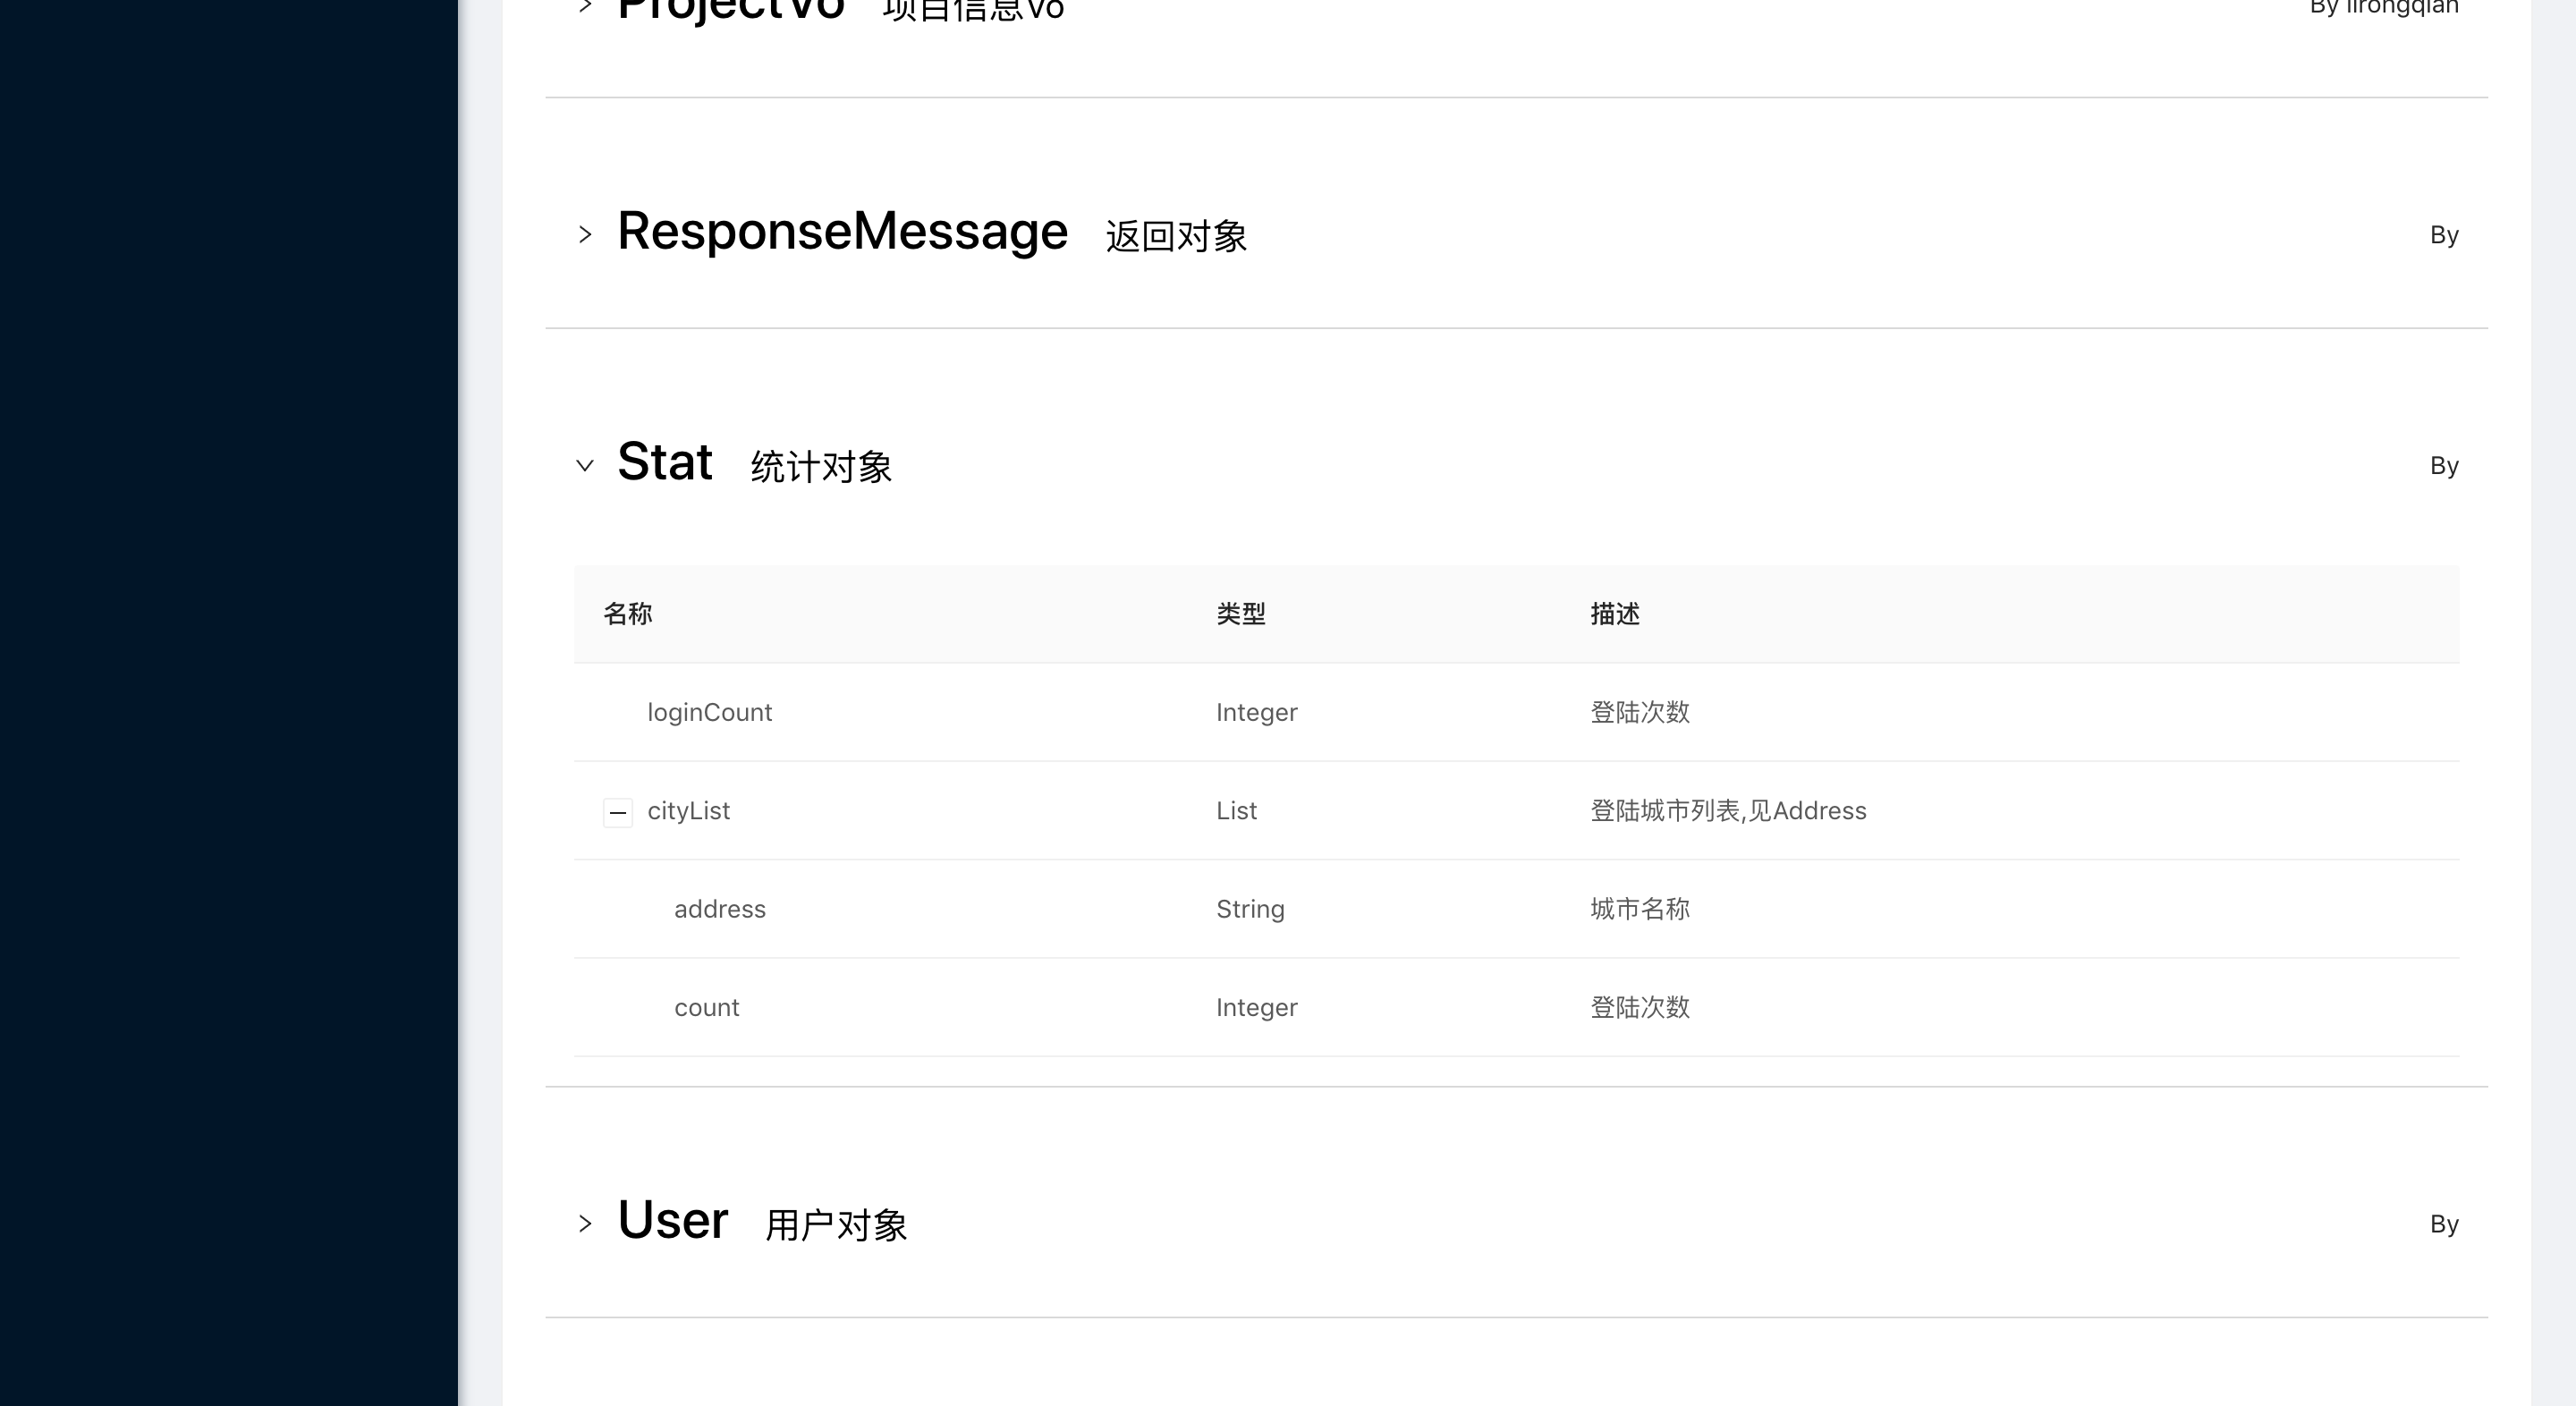 ProjectVo 项目信息Vo By lirongqian
ResponseMessage 返回对象 By
Stat 统计对象 By
名称 类型 描述
loginCount Integer 登陆次数
cityList List 登陆城市列表,见Address
address String 城市名称
count Integer 登陆次数
User 用户对象 By